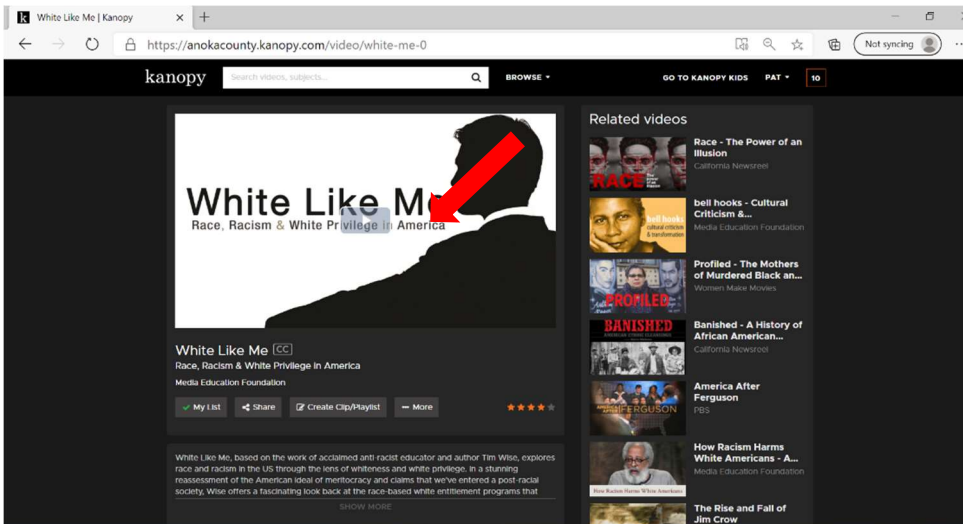 White Like Me | Kanopy
https://anokacounty.kanopy.com/video/white-me-0
Not syncing
kanopy
Search videos, subjects...
BROWSE
GO TO KANOPY KIDS
PAT
10
White Like Me
Race, Racism & White Privilege in America
White Like Me CC
Race, Racism & White Privilege in America
Media Education Foundation
My List
Share
Create Clip/Playlist
More
White Like Me, based on the work of acclaimed anti-racist educator and author Tim Wise, explores
race and racism in the US through the lens of whiteness and white privilege. In a stunning
reassessment of the American ideal of meritocracy and claims that we've entered a post-racial
society, Wise offers a fascinating look back at the race-based white entitlement programs that
SHOW MORE
Related videos
RACE
Race - The Power of an
Illusion
California Newsreel
bell hooks
cultural criticism
& transformation
bell hooks - Cultural
Criticism &...
Media Education Foundation
PROFILED
Profiled - The Mothers
of Murdered Black an...
Women Make Movies
BANISHED
Banished - A History of
African American...
California Newsreel
AMERICA AFTER FERGUSON
America After
Ferguson
PBS
How Racism Harms White Americans
How Racism Harms
White Americans - A...
Media Education Foundation
The Rise and Fall of
Jim Crow